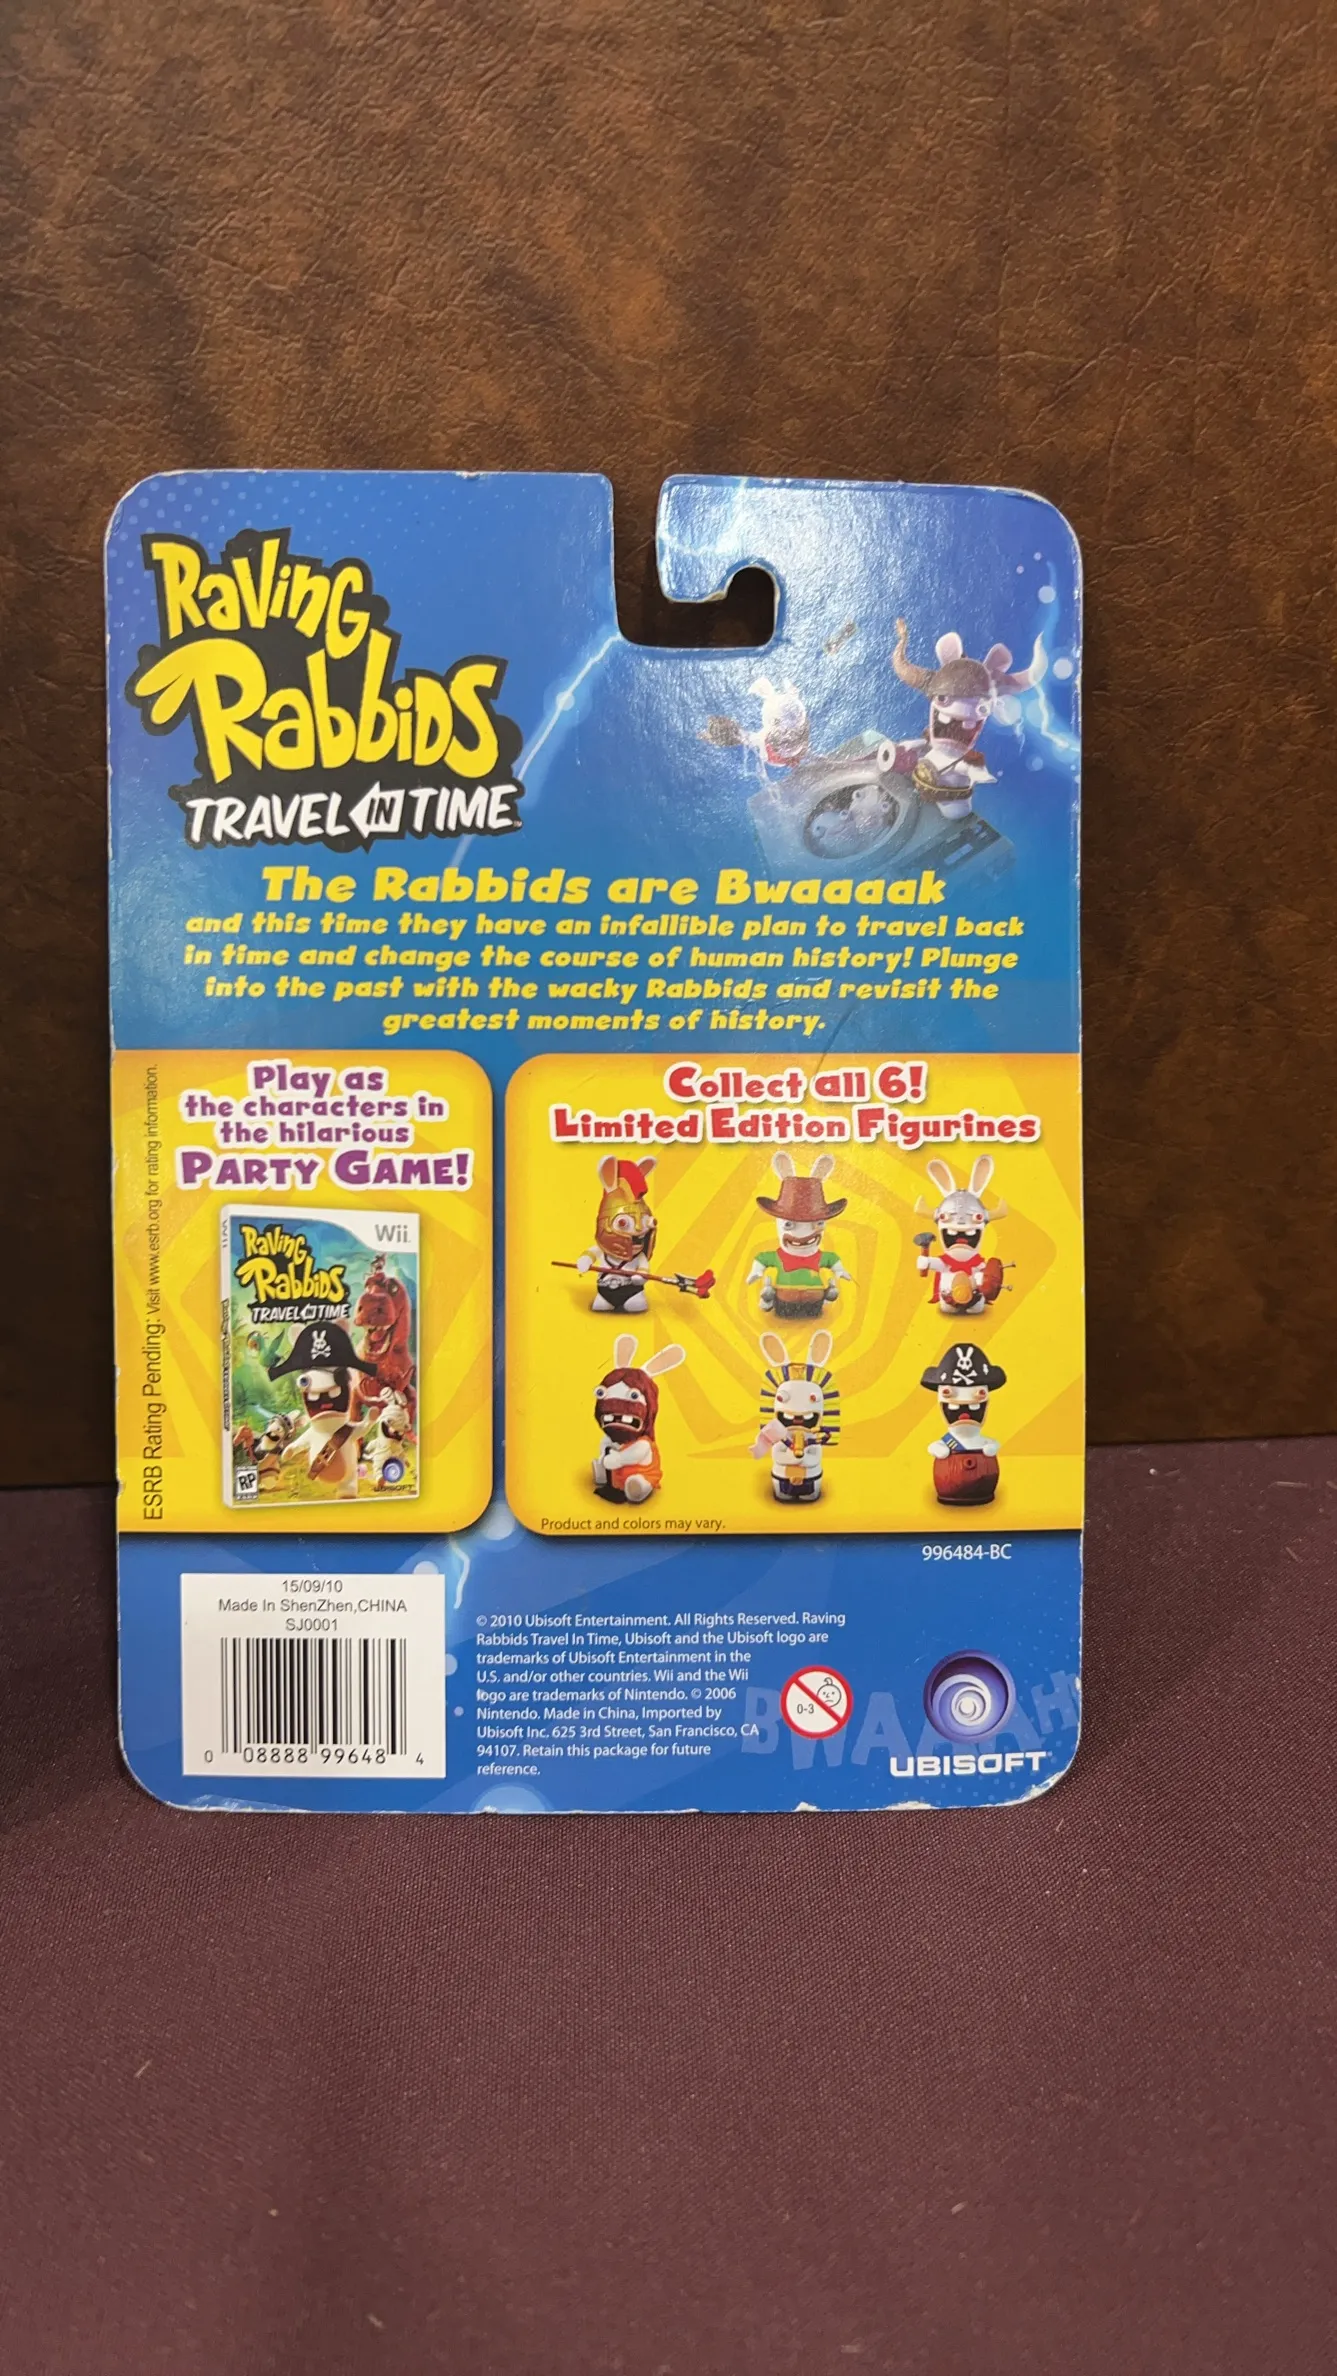 Raving
Rabbids
TRAVEL IN TIME
The Rabbids are Bwaaaak
and this time they have an infallible plan to travel back
in time and change the course of human history! Plunge
into the past with the wacky Rabbids and revisit the
greatest moments of history.
ESRB Rating Pending: Visit www.esrb.org for rating information.
Play as
the characters in
the hilarious
PARTY GAME!
Wii
Raving
Rabbids
TRAVEL IN TIME
RP
UBISOFT
Collect all 6!
Limited Edition Figurines
Product and colors may vary.
996484-BC
15/09/10
Made In ShenZhen,CHINA
SJ0001
0 08888 99648 4
© 2010 Ubisoft Entertainment. All Rights Reserved. Raving
Rabbids Travel In Time, Ubisoft and the Ubisoft logo are
trademarks of Ubisoft Entertainment in the
U.S. and/or other countries. Wii and the Wii
logo are trademarks of Nintendo. © 2006
Nintendo. Made in China, Imported by
Ubisoft Inc. 625 3rd Street, San Francisco, CA
94107. Retain this package for future
reference.
0-3
BWAAAH
UBISOFT